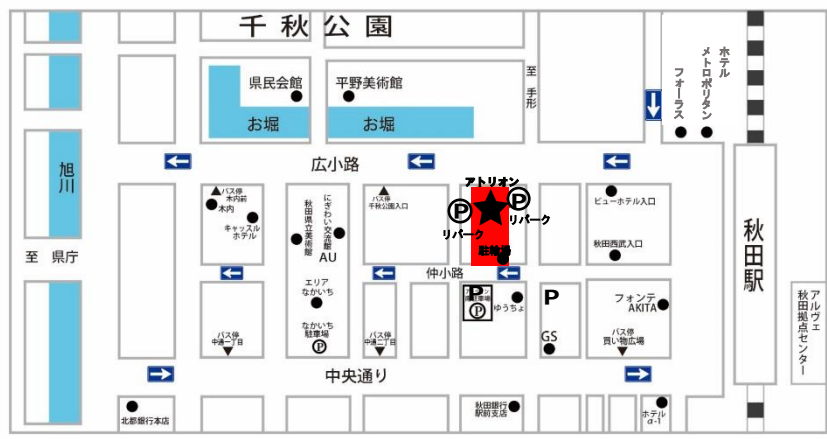 千秋公園
県民会館
平野美術館
至 手形
フォーラス
ホテル
メトロポリタン
お堀
お堀
旭川
広小路
アトリオン
P
P
リパーク
リパーク
駐輪場
バス停
木内前
木内
キャッスル
ホテル
にぎわい交流館
AU
秋田県立美術館
バス停
千秋公園入口
ビューホテル入口
秋田西武入口
秋田駅
至 県庁
仲小路
エリア
なかいち
なかいち
駐車場
P
P
P
ゆうちょ
P
GS
フォンテ
AKITA
バス停
買い物広場
アルヴェ
秋田拠点センター
バス停
中通一丁目
バス停
中通二丁目
中央通り
北都銀行本店
秋田銀行
駅前支店
ホテル
α-1